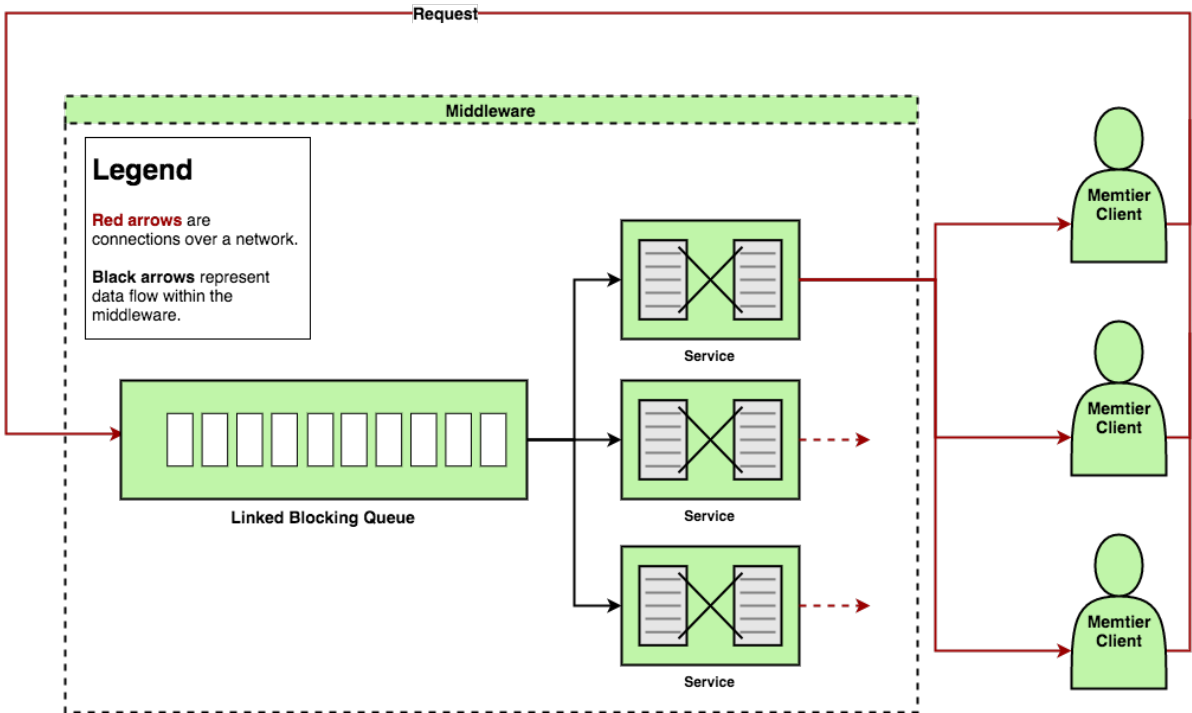 Request
Middleware
Legend
Red arrows are
connections over a network.
Black arrows represent
data flow within the
middleware.
Memtier
Client
Service
Memtier
Client
Linked Blocking Queue
Service
Memtier
Client
Service